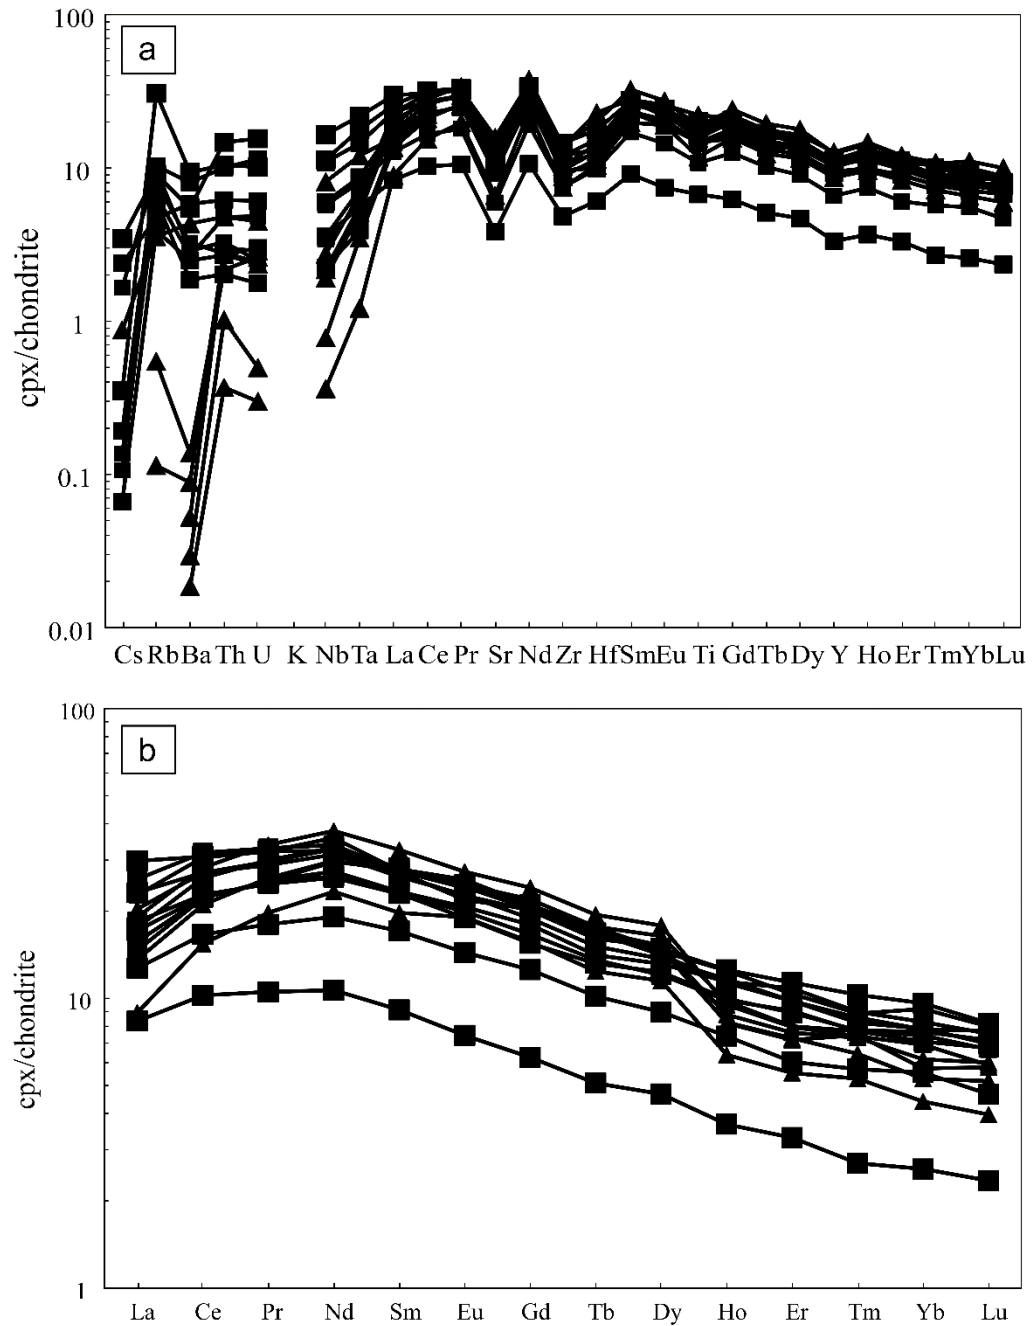 100
a
10
cpx/chondrite
1
0.1
0.01
Cs Rb Ba Th U K Nb Ta La Ce Pr Sr Nd Zr Hf Sm Eu Ti Gd Tb Dy Y Ho Er Tm Yb Lu
100
b
10
cpx/chondrite
1
La Ce Pr Nd Sm Eu Gd Tb Dy Ho Er Tm Yb Lu